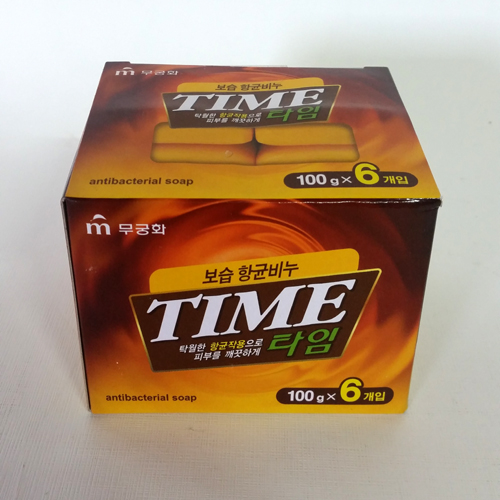 무궁화
보습 항균비누
TIME
탁월한 항균작용으로
피부를 깨끗하게
타임
antibacterial soap
100g×6개입
무궁화
보습 항균비누
TIME
탁월한 항균작용으로
피부를 깨끗하게
타임
antibacterial soap
100g×6개입